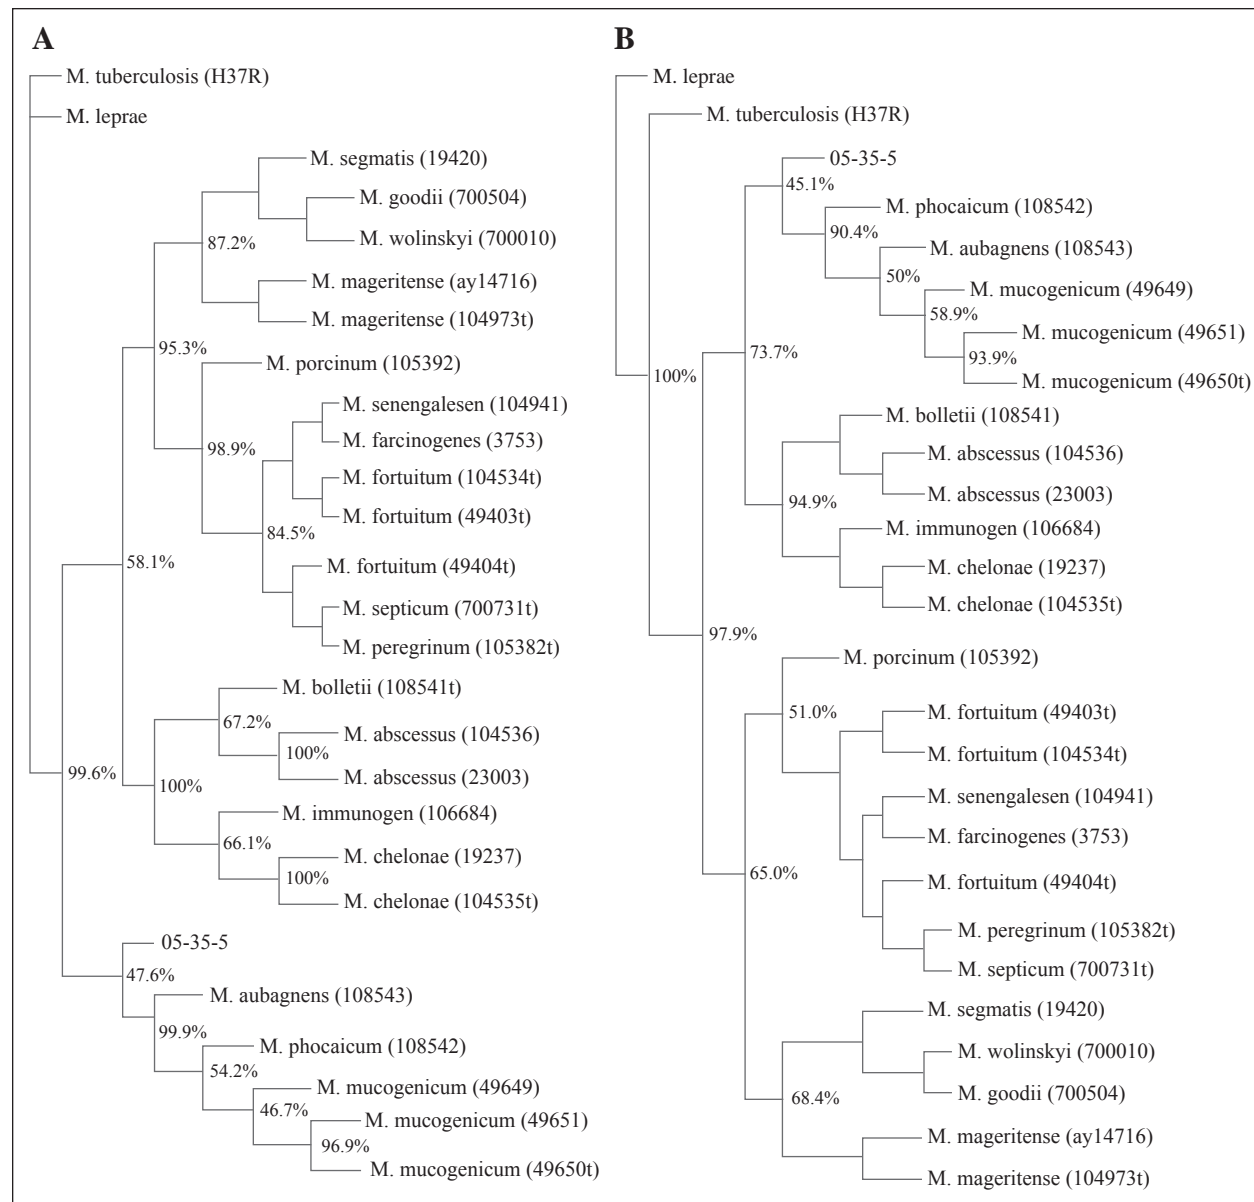 A
M. tuberculosis (H37R)
M. leprae
M. segmatis (19420)
M. goodii (700504)
M. wolinskyi (700010)
87.2%
M. mageritense (ay14716)
M. mageritense (104973t)
95.3%
M. porcinum (105392)
M. senengalesen (104941)
M. farcinogenes (3753)
98.9%
M. fortuitum (104534t)
M. fortuitum (49403t)
84.5%
58.1%
M. fortuitum (49404t)
M. septicum (700731t)
M. peregrinum (105382t)
M. bolletii (108541t)
67.2%
M. abscessus (104536)
100%
M. abscessus (23003)
99.6%
100%
M. immunogen (106684)
66.1%
M. chelonae (19237)
100%
M. chelonae (104535t)
05-35-5
47.6%
M. aubagnens (108543)
99.9%
M. phocaicum (108542)
54.2%
M. mucogenicum (49649)
46.7%
M. mucogenicum (49651)
96.9%
M. mucogenicum (49650t)
B
M. leprae
M. tuberculosis (H37R)
05-35-5
45.1%
M. phocaicum (108542)
90.4%
M. aubagnens (108543)
50%
M. mucogenicum (49649)
58.9%
M. mucogenicum (49651)
73.7%
93.9%
100%
M. mucogenicum (49650t)
M. bolletii (108541)
M. abscessus (104536)
M. abscessus (23003)
94.9%
M. immunogen (106684)
M. chelonae (19237)
M. chelonae (104535t)
97.9%
M. porcinum (105392)
51.0%
M. fortuitum (49403t)
M. fortuitum (104534t)
M. senengalesen (104941)
M. farcinogenes (3753)
65.0%
M. fortuitum (49404t)
M. peregrinum (105382t)
M. septicum (700731t)
M. segmatis (19420)
M. wolinskyi (700010)
M. goodii (700504)
68.4%
M. mageritense (ay14716)
M. mageritense (104973t)